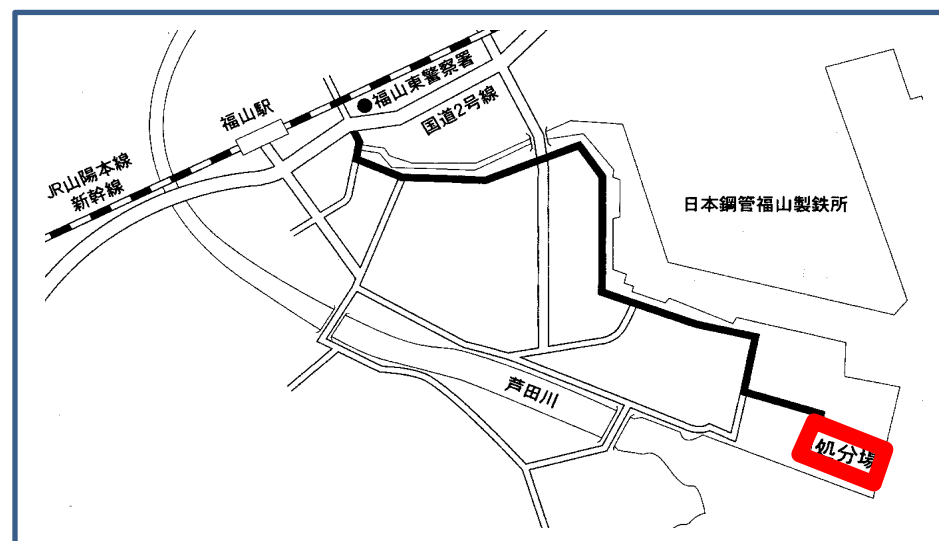 福山東警察署
国道2号線
福山駅
JR山陽本線
新幹線
日本鋼管福山製鉄所
芦田川
処分場